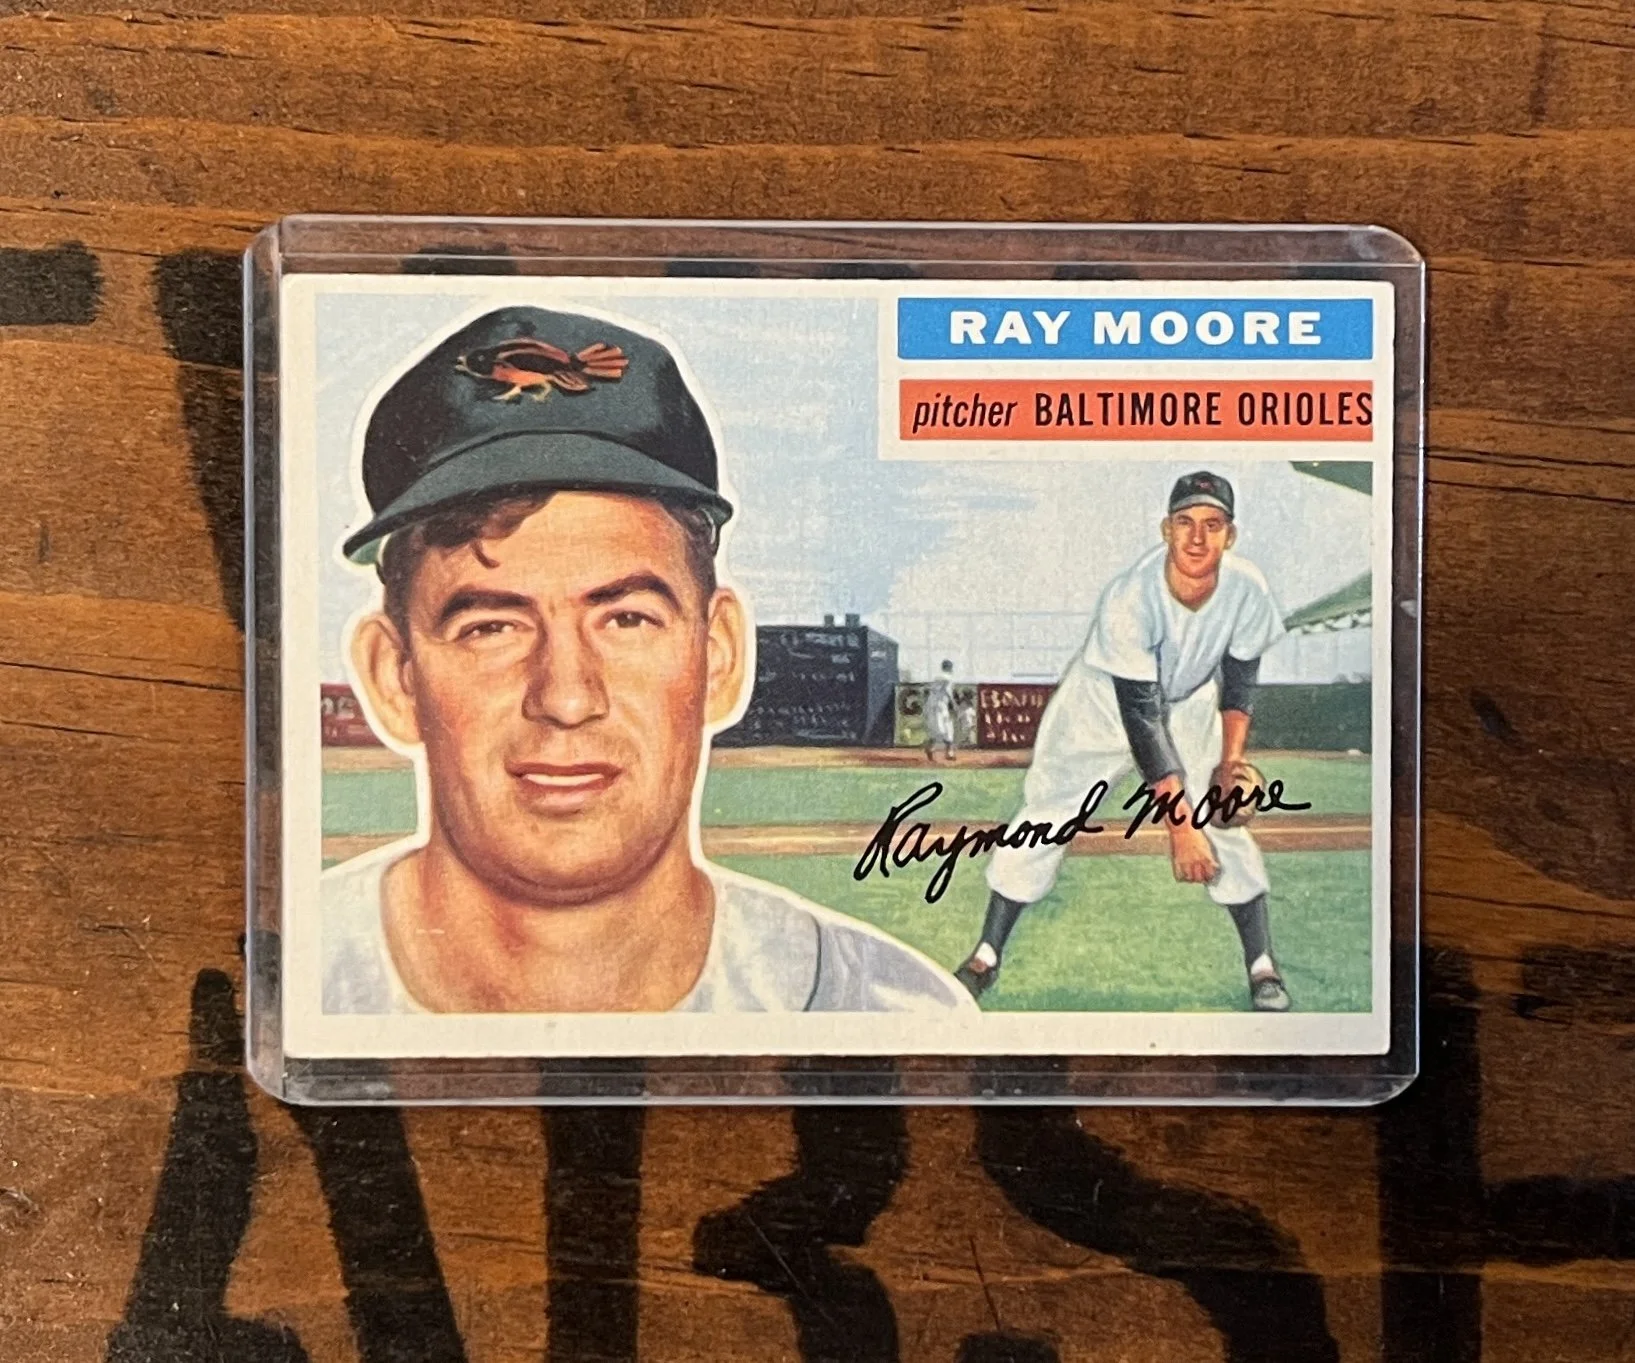 RAY MOORE
pitcher BALTIMORE ORIOLES
Raymond Moore